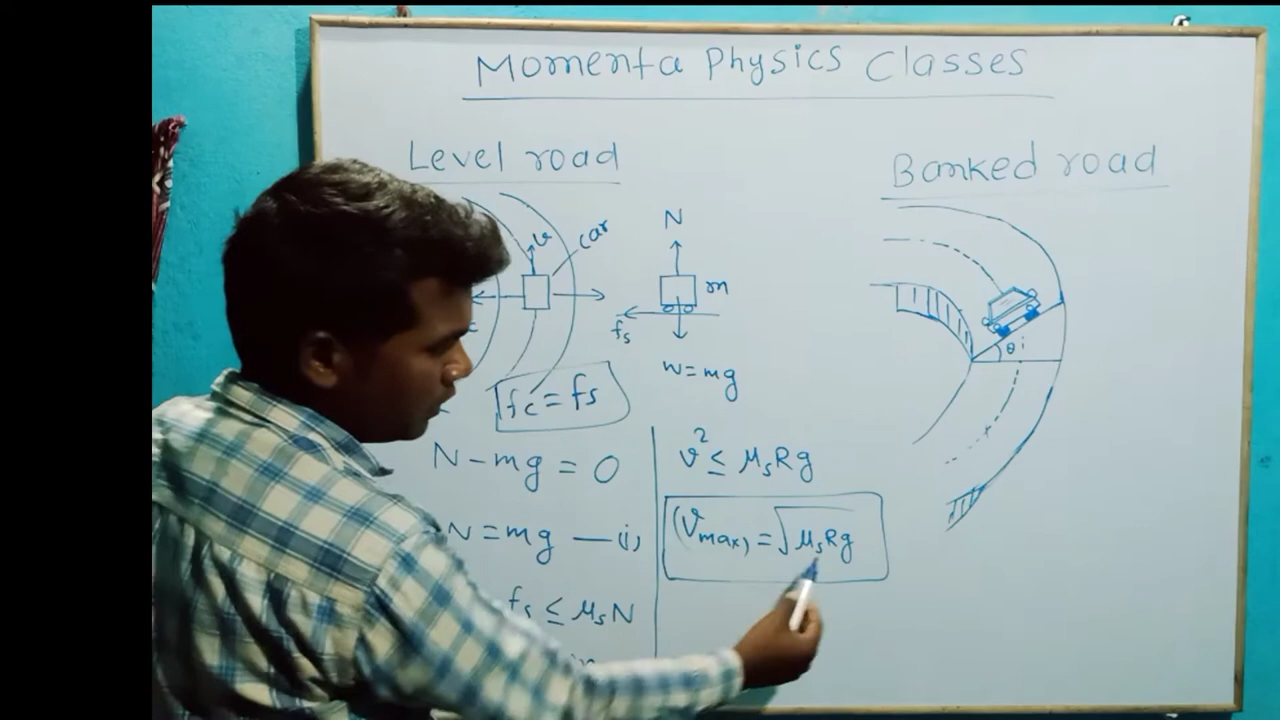 Momenta Physics Classes
Level road
v
car
fc = fs
N - mg = 0
N = mg — (i)
fs ≤ μsN
N
m
fs
w = mg
v² ≤ μsRg
(vmax) = √μsRg
Banked road
θ